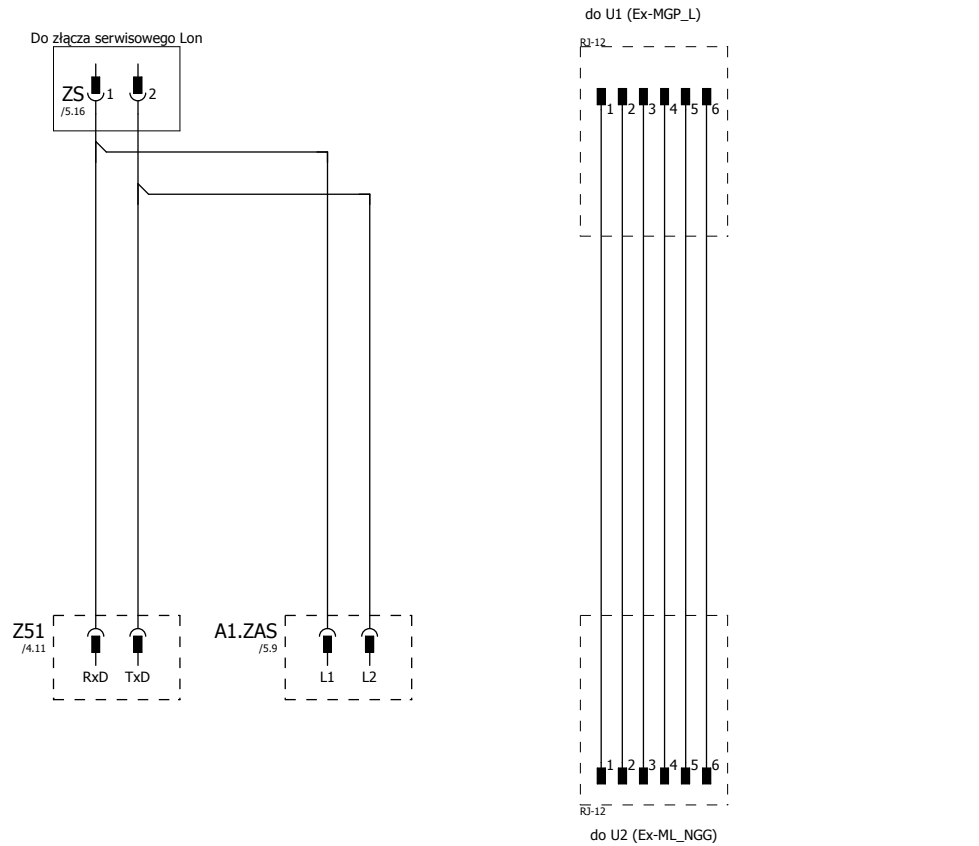 do U1 (Ex-MGP_L)
Do złącza serwisowego Lon
RJ-12
ZS 1 2
/5.16
1 2 3 4 5 6
Z51
/4.11
RxD TxD
A1.ZAS
/5.9
L1 L2
1 2 3 4 5 6
RJ-12
do U2 (Ex-ML_NGG)